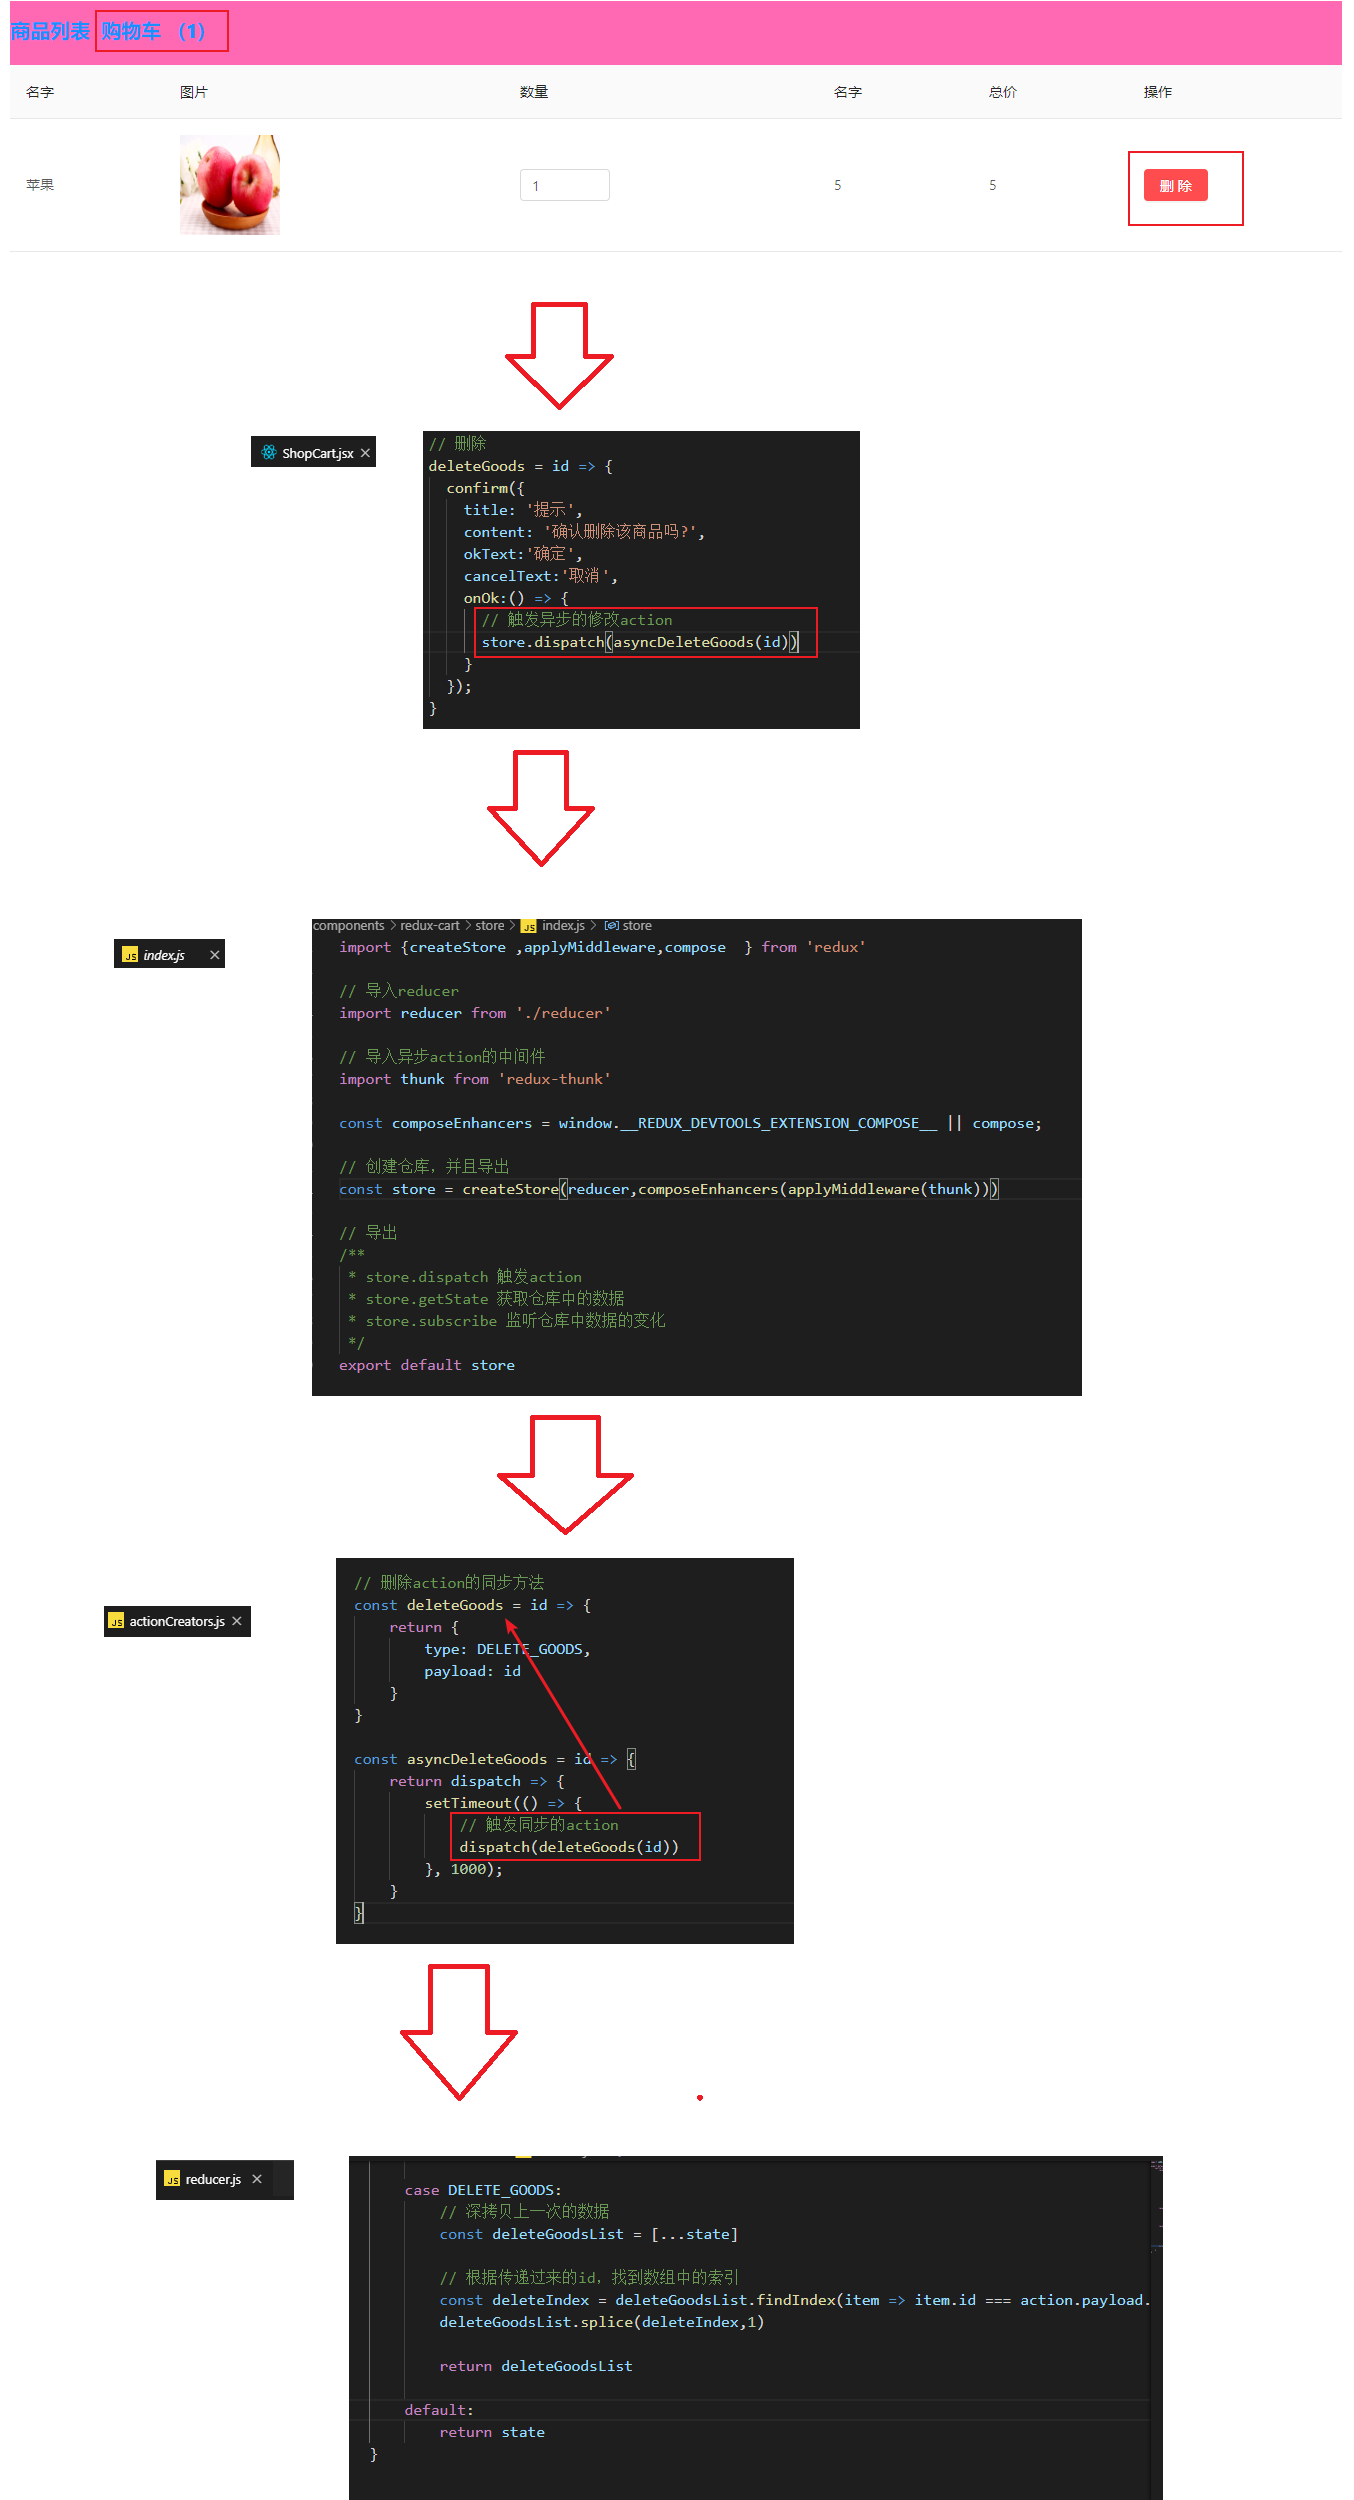 商品列表 购物车 （1）
名字 图片 数量 名字 总价 操作
苹果 1 5 5 删 除
ShopCart.jsx
// 删除
deleteGoods = id => {
confirm({
title: '提示',
content: '确认删除该商品吗?',
okText:'确定',
cancelText:'取消',
onOk:() => {
// 触发异步的修改action
store.dispatch(asyncDeleteGoods(id))
}
});
}
index.js
components > redux-cart > store > JS index.js > store
import {createStore ,applyMiddleware,compose  } from 'redux'
// 导入reducer
import reducer from './reducer'
// 导入异步action的中间件
import thunk from 'redux-thunk'
const composeEnhancers = window.__REDUX_DEVTOOLS_EXTENSION_COMPOSE__ || compose;
// 创建仓库，并且导出
const store = createStore(reducer,composeEnhancers(applyMiddleware(thunk)))
// 导出
/**
* store.dispatch 触发action
* store.getState 获取仓库中的数据
* store.subscribe 监听仓库中数据的变化
*/
export default store
JS actionCreators.js
// 删除action的同步方法
const deleteGoods = id => {
return {
type: DELETE_GOODS,
payload: id
}
}
const asyncDeleteGoods = id => {
return dispatch => {
setTimeout(() => {
// 触发同步的action
dispatch(deleteGoods(id))
}, 1000);
}
}
JS reducer.js
case DELETE_GOODS:
// 深拷贝上一次的数据
const deleteGoodsList = [...state]
// 根据传递过来的id，找到数组中的索引
const deleteIndex = deleteGoodsList.findIndex(item => item.id === action.payload.
deleteGoodsList.splice(deleteIndex,1)
return deleteGoodsList
default:
return state
}